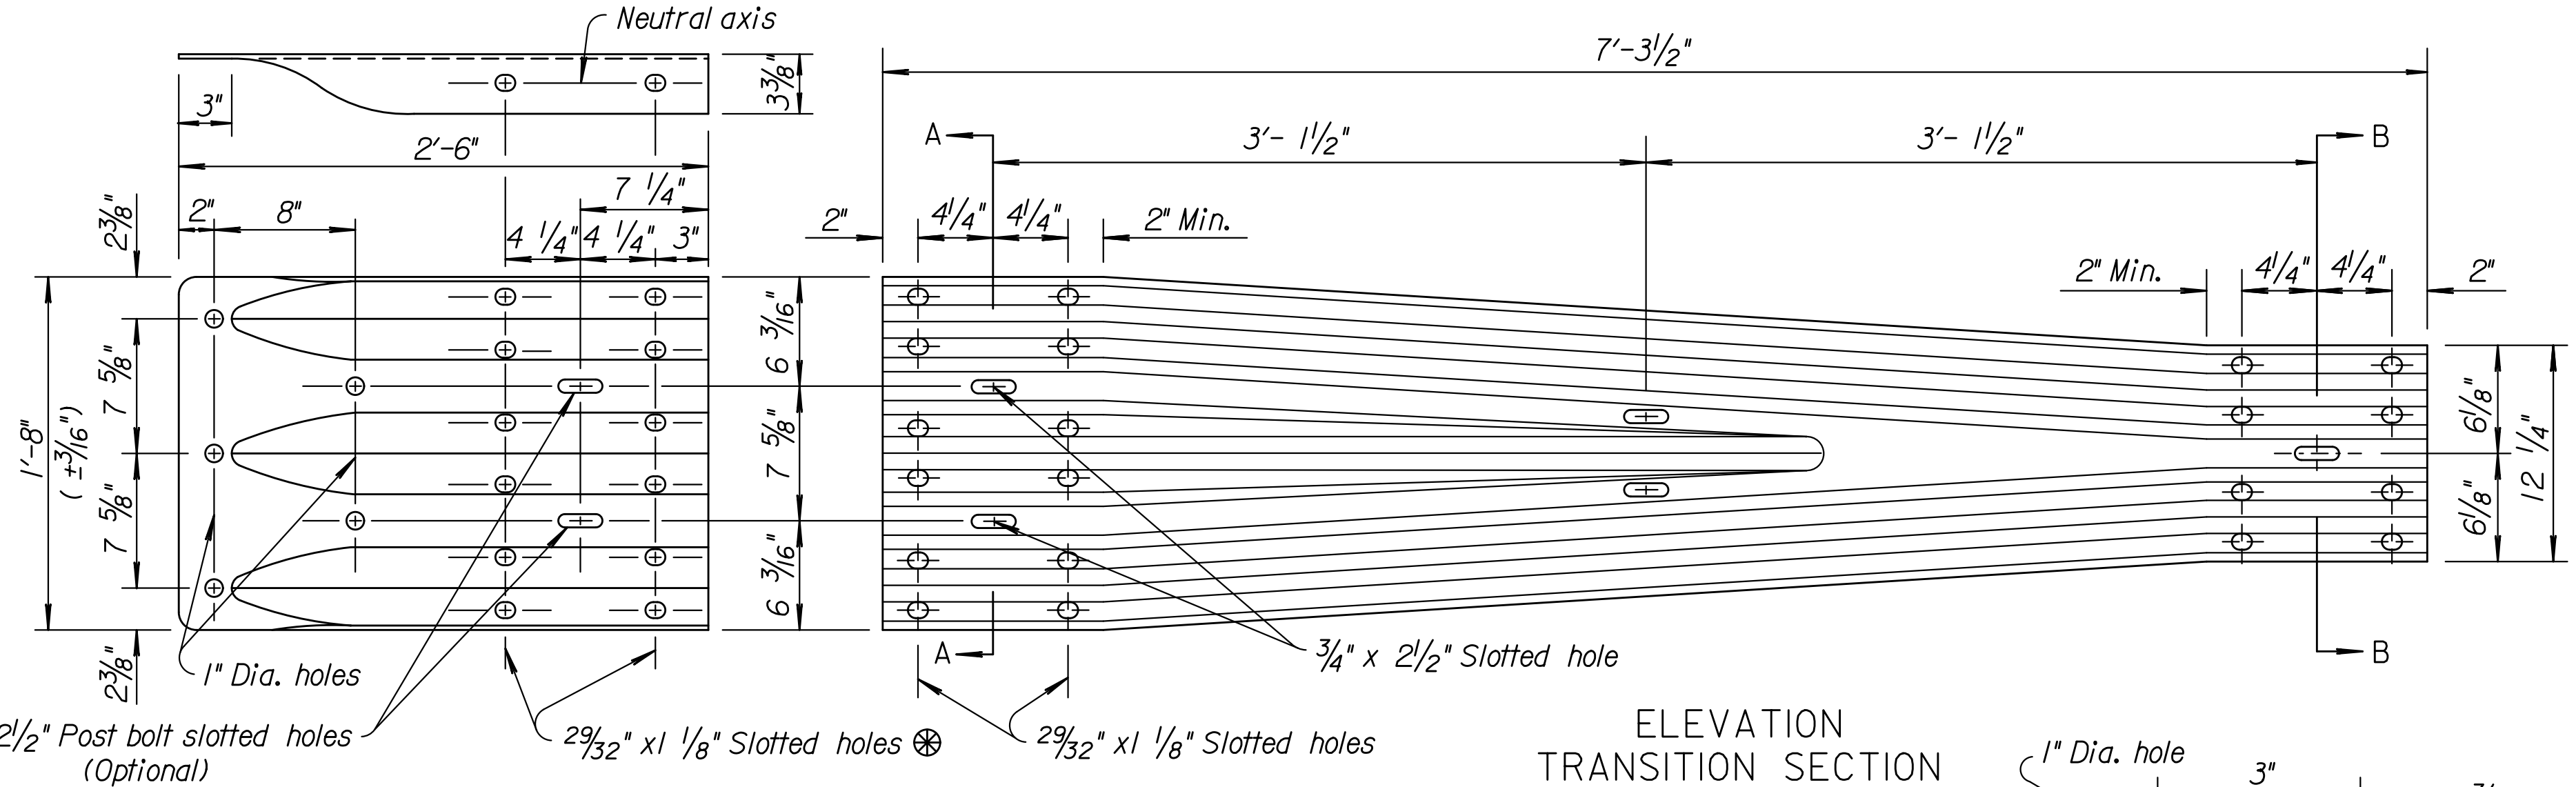 Neutral axis
3 3/8"
3"
2'-6"
7 1/4"
2"
8"
4 1/4"
4 1/4"
3"
2 3/8"
7 5/8"
7 5/8"
1'-8"
( ±3/16")
2 3/8"
1" Dia. holes
2 1/2" Post bolt slotted holes
(Optional)
29/32" x1 1/8" Slotted holes
7'-3 1/2"
A
3'- 1 1/2"
3'- 1 1/2"
B
2"
4 1/4"
4 1/4"
2" Min.
2" Min.
4 1/4"
4 1/4"
2"
6 3/16"
7 5/8"
6 3/16"
6 1/8"
6 1/8"
12 1/4"
A
B
3/4" x 2 1/2" Slotted hole
29/32" x1 1/8" Slotted holes
ELEVATION
TRANSITION SECTION
1" Dia. hole
3"